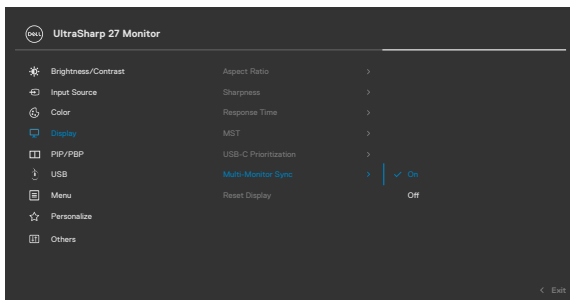 DELL UltraSharp 27 Monitor
Brightness/Contrast
Input Source
Color
Display
PIP/PBP
USB
Menu
Personalize
Others
Aspect Ratio
Sharpness
Response Time
MST
USB-C Prioritization
Multi-Monitor Sync
Reset Display
On
Off
Exit